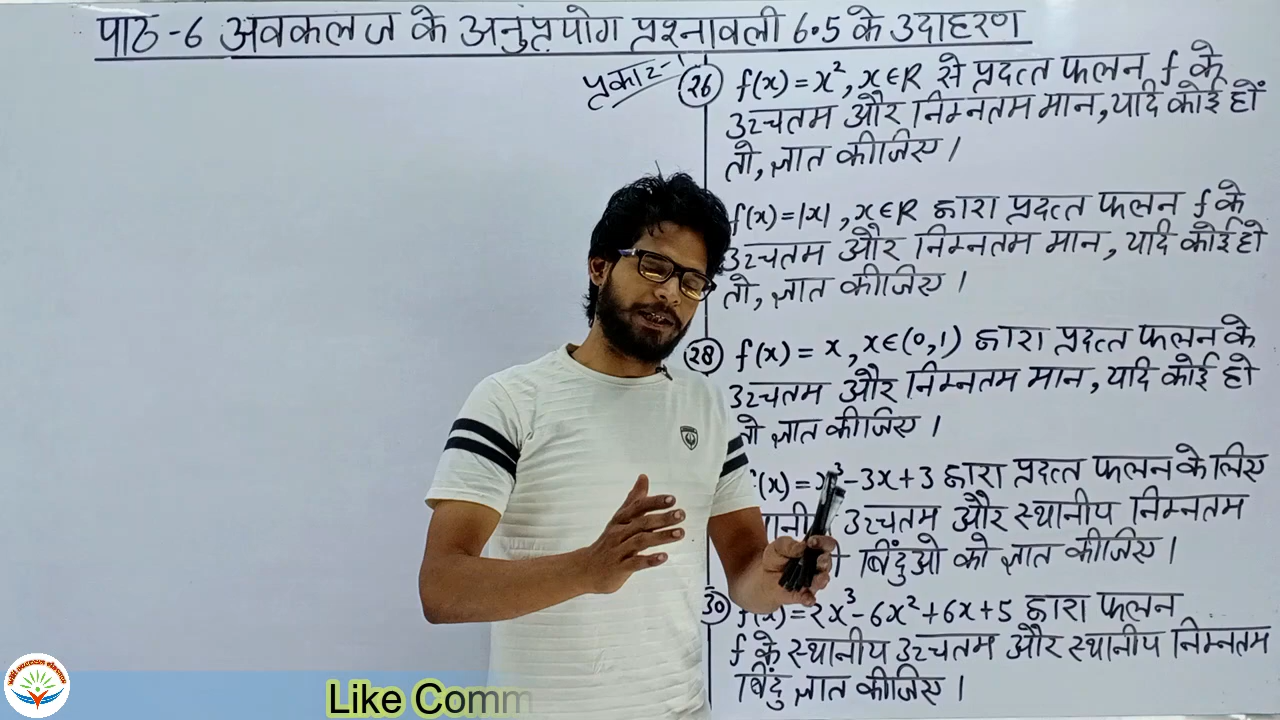 पाठ-6 अवकलज के अनुप्रयोग प्रश्नावली 6.5 के उदाहरण
प्रकार-1
26 f(x) = x², x∈R से प्रदत्त फलन f के
उच्चतम और निम्नतम मान, यदि कोई हों
तो, ज्ञात कीजिए।
f(x) = |x|, x∈R द्वारा प्रदत्त फलन f के
उच्चतम और निम्नतम मान, यदि कोई हो
तो, ज्ञात कीजिए।
28 f(x) = x, x∈(0,1) द्वारा प्रदत्त फलन के
उच्चतम और निम्नतम मान, यदि कोई हो
तो ज्ञात कीजिए।
f(x) = x³-3x+3 द्वारा प्रदत्त फलन के लिए
उच्चतम और स्थानीय निम्नतम
बिंदुओ को ज्ञात कीजिए।
30 f(x) = 2x³-6x²+6x+5 द्वारा फलन
f के स्थानीय उच्चतम और स्थानीय निम्नतम
बिंदु ज्ञात कीजिए।
Like Comm